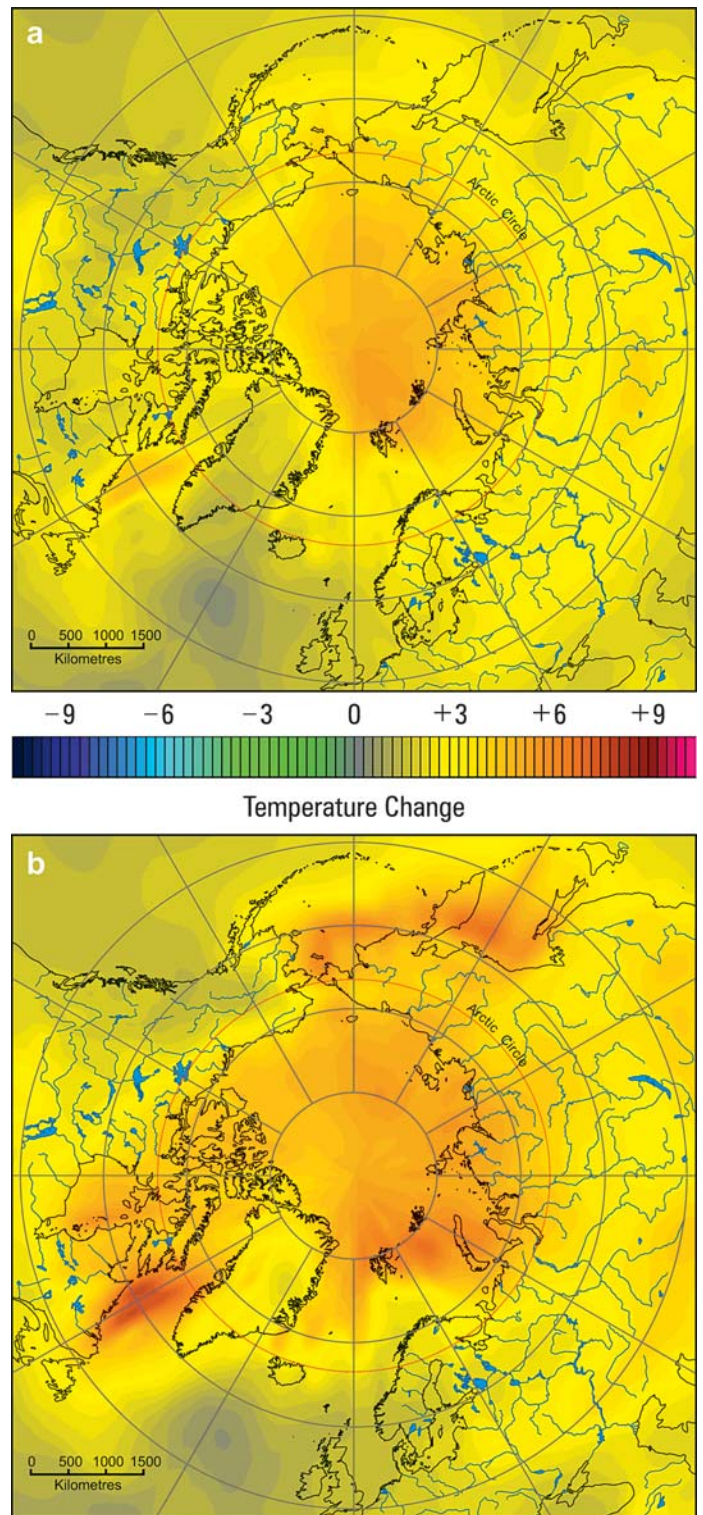 a
Arctic Circle
0 500 1000 1500
Kilometres
−9 −6 −3 0 +3 +6 +9
Temperature Change
b
Arctic Circle
0 500 1000 1500
Kilometres